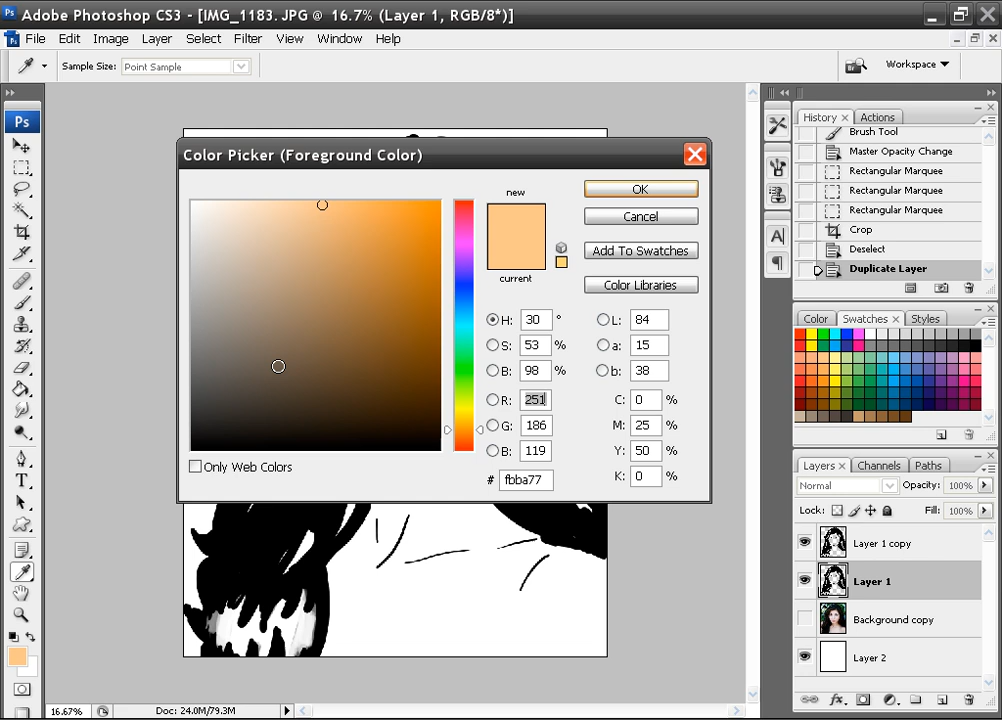 Ps Adobe Photoshop CS3 - [IMG_1183. JPG @ 16.7% (Layer 1, RGB/8*)]
Ps File Edit Image Layer Select Filter View Window Help
Sample Size: Point Sample Workspace
Ps
T
Color Picker (Foreground Color)
new
current
OK
Cancel
Add To Swatches
Color Libraries
H: 30 ° L: 84
S: 53 % a: 15
B: 98 % b: 38
R: 251 C: 0 %
G: 186 M: 25 %
B: 119 Y: 50 %
# fbba77 K: 0 %
Only Web Colors
A
History Actions
Brush Tool
Master Opacity Change
Rectangular Marquee
Rectangular Marquee
Rectangular Marquee
Crop
Deselect
Duplicate Layer
Color Swatches Styles
Layers Channels Paths
Normal Opacity: 100%
Lock: Fill: 100%
Layer 1 copy
Layer 1
Background copy
Layer 2
fx
16.67% Doc: 24.0M/79.3M